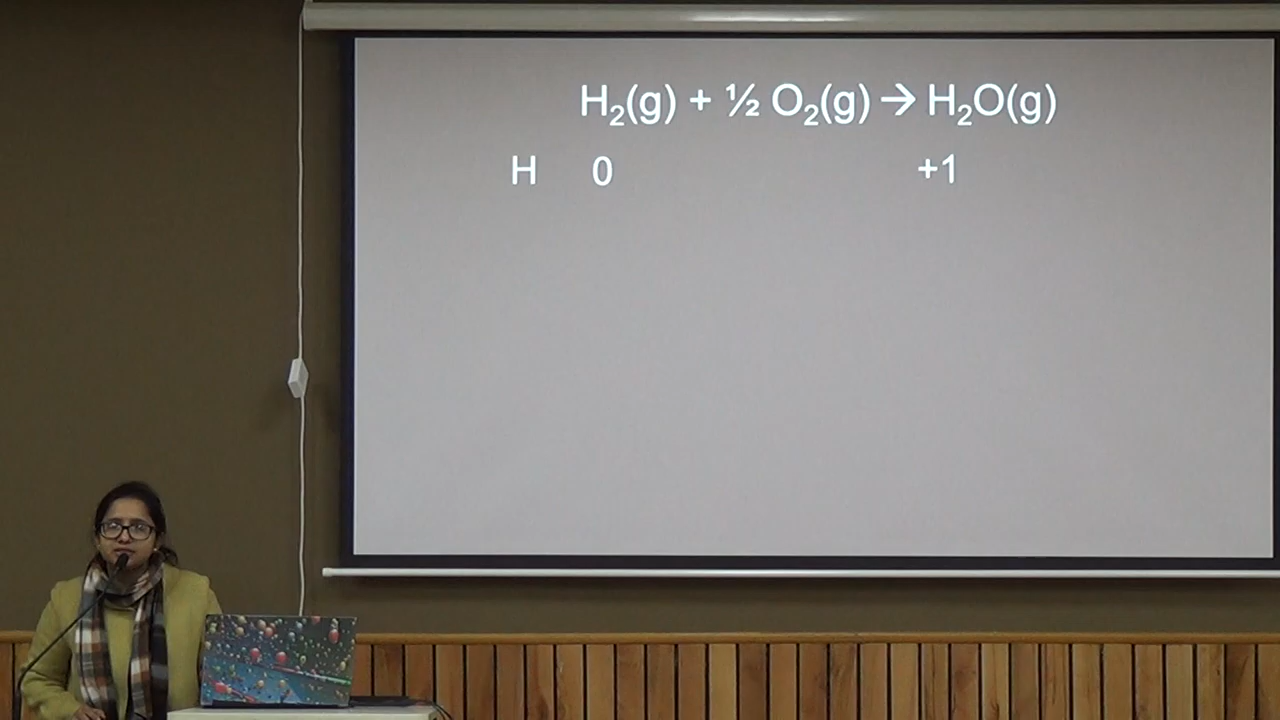 H₂(g) + ½ O₂(g) → H₂O(g)
H 0 +1